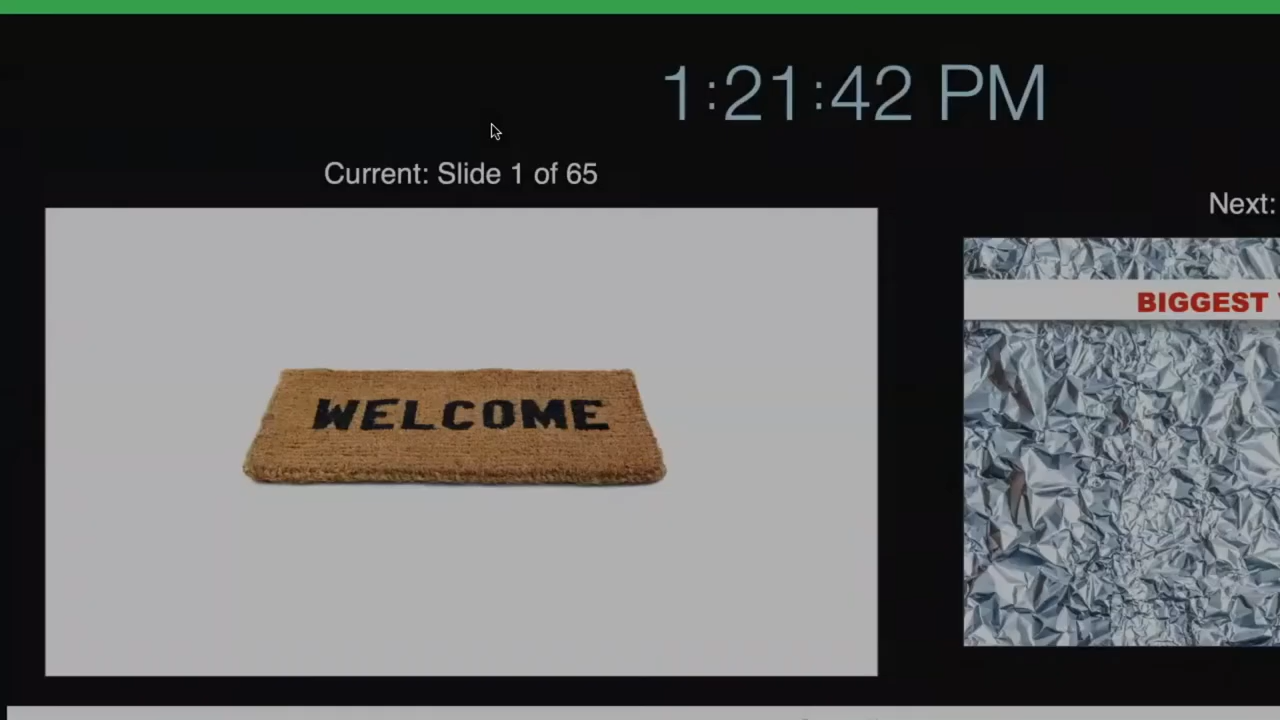 1:21:42 PM
Current: Slide 1 of 65
Next:
WELCOME
BIGGEST